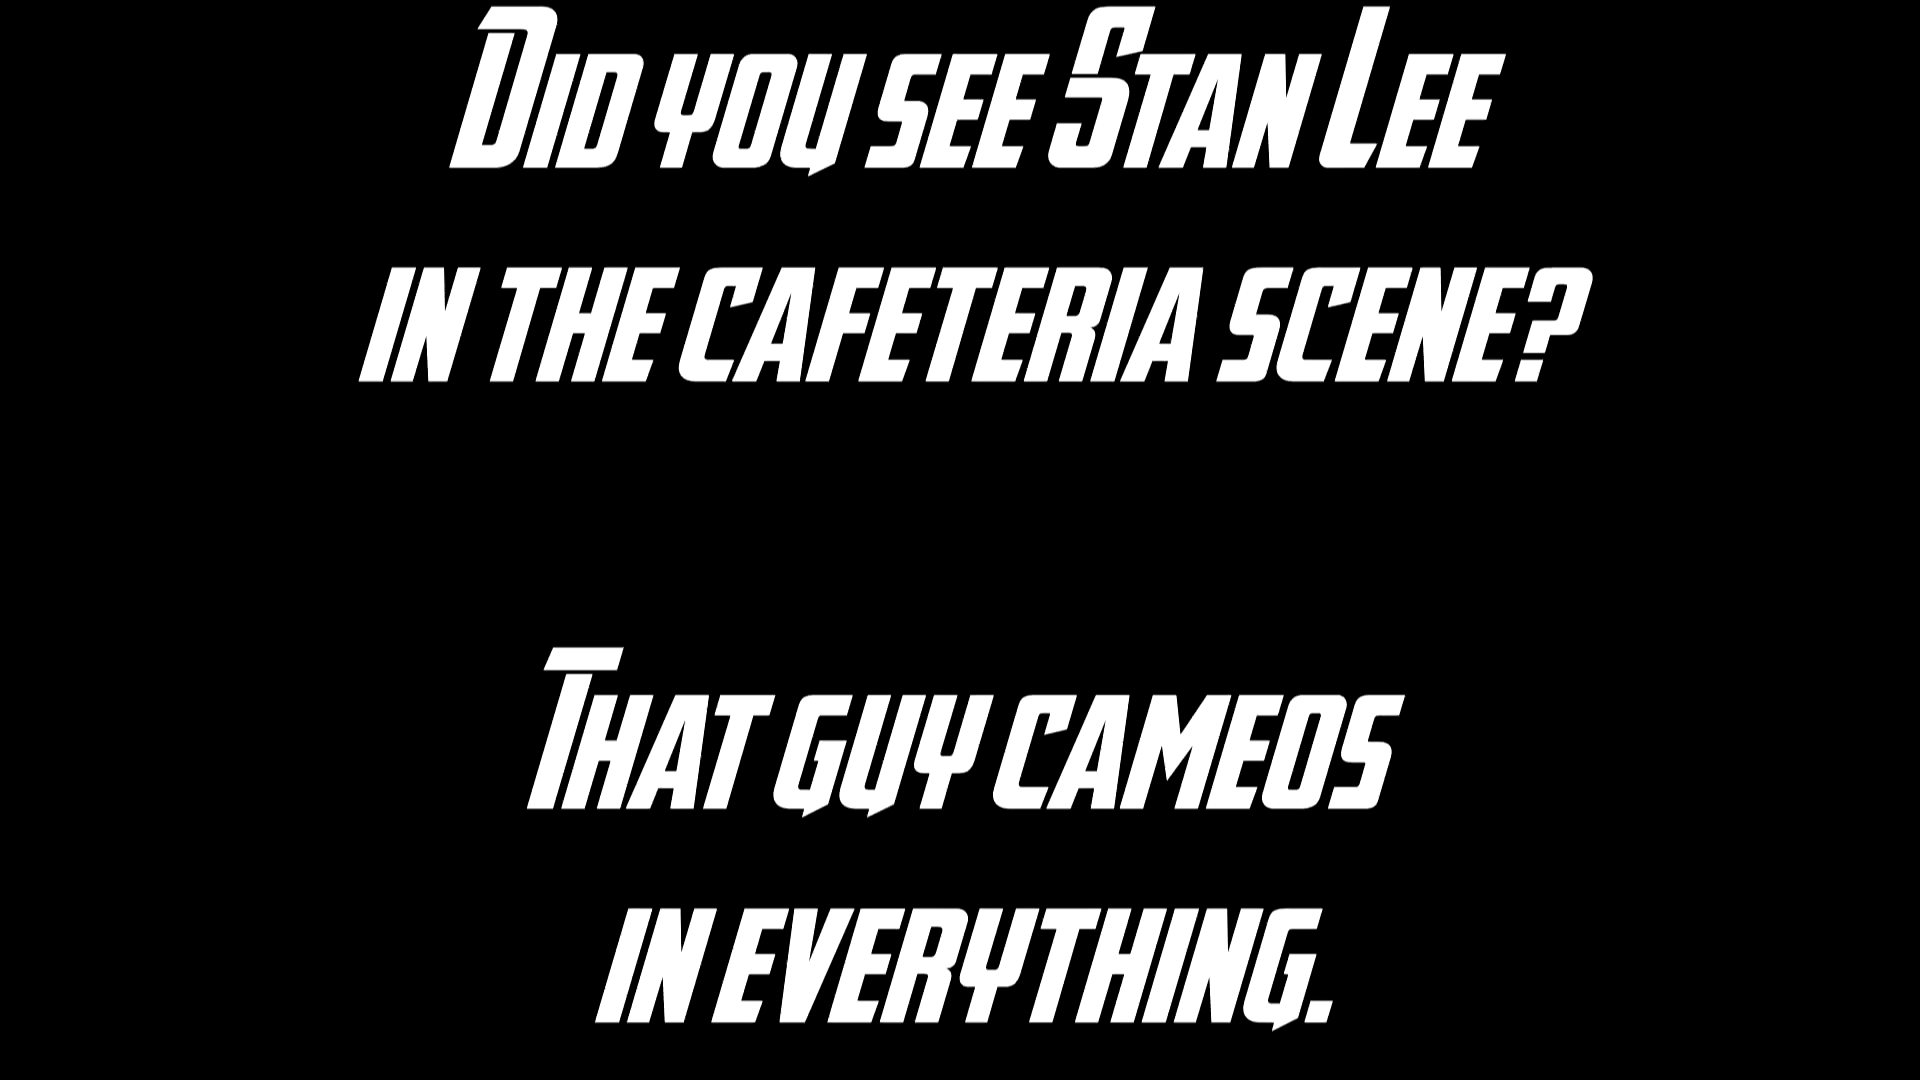 Did you see Stan Lee
in the cafeteria scene?
That guy cameos
in everything.